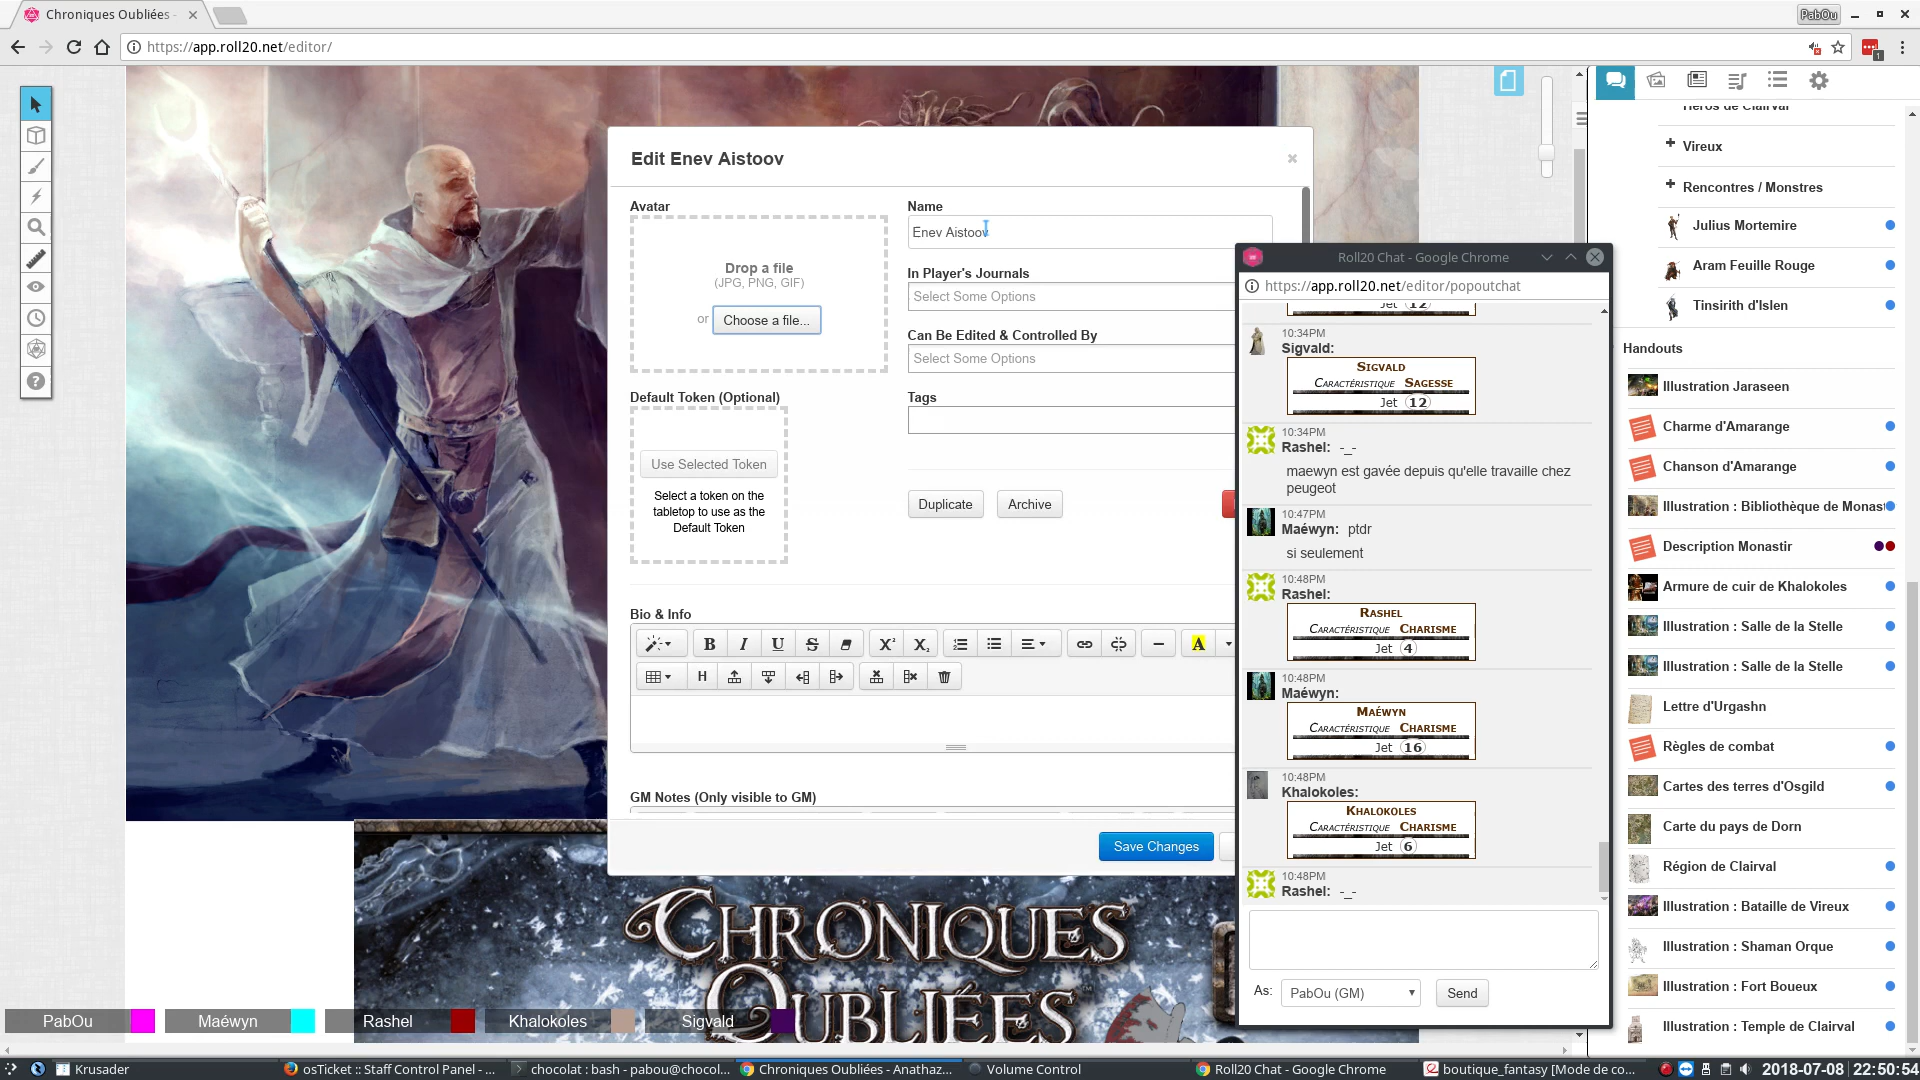 Chroniques Oubliées -
PabOu
https://app.roll20.net/editor/
Edit Enev Aistoov
Avatar
Drop a file
(JPG, PNG, GIF)
or Choose a file...
Name
Enev Aistoov
In Player's Journals
Select Some Options
Can Be Edited & Controlled By
Select Some Options
Default Token (Optional)
Use Selected Token
Select a token on the
tabletop to use as the
Default Token
Tags
Duplicate Archive
Bio & Info
B I U S X² X₂ A
H
GM Notes (Only visible to GM)
Save Changes
Roll20 Chat - Google Chrome
https://app.roll20.net/editor/popoutchat
Jet 12
10:34PM
Sigvald:
Sigvald
Caractéristique Sagesse
Jet 12
10:34PM
Rashel: -_-
maewyn est gavée depuis qu'elle travaille chez
peugeot
10:47PM
Maéwyn: ptdr
si seulement
10:48PM
Rashel:
Rashel
Caractéristique Charisme
Jet 4
10:48PM
Maéwyn:
Maéwyn
Caractéristique Charisme
Jet 16
10:48PM
Khalokoles:
Khalokoles
Caractéristique Charisme
Jet 6
10:48PM
Rashel: -_-
As: PabOu (GM) Send
Héros de Clairval
Vireux
Rencontres / Monstres
Julius Mortemire
Aram Feuille Rouge
Tinsirith d'Islen
Handouts
Illustration Jaraseen
Charme d'Amarange
Chanson d'Amarange
Illustration : Bibliothèque de Monast
Description Monastir
Armure de cuir de Khalokoles
Illustration : Salle de la Stelle
Illustration : Salle de la Stelle
Lettre d'Urgashn
Règles de combat
Cartes des terres d'Osgild
Carte du pays de Dorn
Région de Clairval
Illustration : Bataille de Vireux
Illustration : Shaman Orque
Illustration : Fort Boueux
Illustration : Temple de Clairval
Chroniques
Oubliées
PabOu Maéwyn Rashel Khalokoles Sigvald
Krusader
osTicket :: Staff Control Panel - ...
chocolat : bash - pabou@chocol...
Chroniques Oubliées - Anathaz...
Volume Control
Roll20 Chat - Google Chrome
boutique_fantasy [Mode de co...
2018-07-08 22:50:54